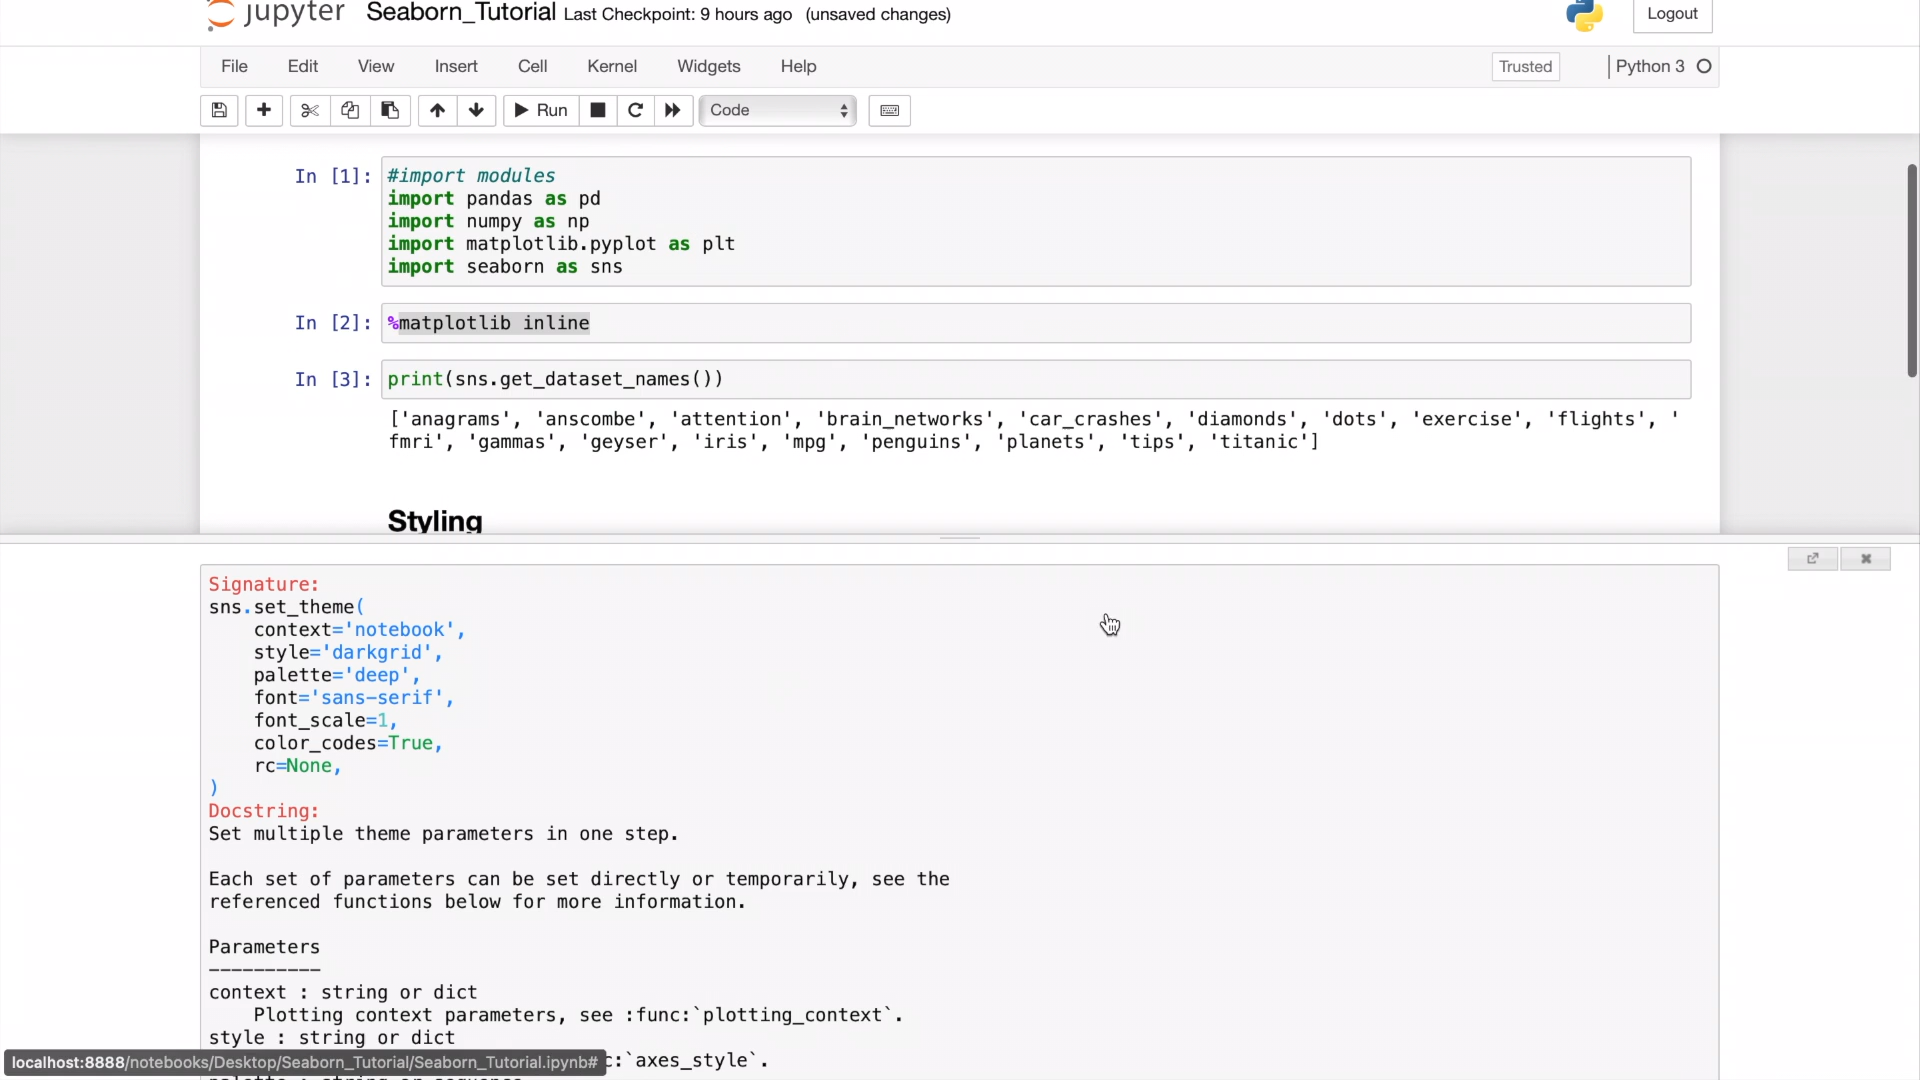 jupyter Seaborn_Tutorial Last Checkpoint: 9 hours ago (unsaved changes) Logout
File Edit View Insert Cell Kernel Widgets Help Trusted Python 3
Run Code
In [1]: #import modules
import pandas as pd
import numpy as np
import matplotlib.pyplot as plt
import seaborn as sns
In [2]: %matplotlib inline
In [3]: print(sns.get_dataset_names())
['anagrams', 'anscombe', 'attention', 'brain_networks', 'car_crashes', 'diamonds', 'dots', 'exercise', 'flights', '
fmri', 'gammas', 'geyser', 'iris', 'mpg', 'penguins', 'planets', 'tips', 'titanic']
Styling
Signature:
sns.set_theme(
    context='notebook',
    style='darkgrid',
    palette='deep',
    font='sans-serif',
    font_scale=1,
    color_codes=True,
    rc=None,
)
Docstring:
Set multiple theme parameters in one step.
Each set of parameters can be set directly or temporarily, see the
referenced functions below for more information.
Parameters
----------
context : string or dict
    Plotting context parameters, see :func:`plotting_context`.
style : string or dict
c:`axes_style`.
localhost:8888/notebooks/Desktop/Seaborn_Tutorial/Seaborn_Tutorial.ipynb#